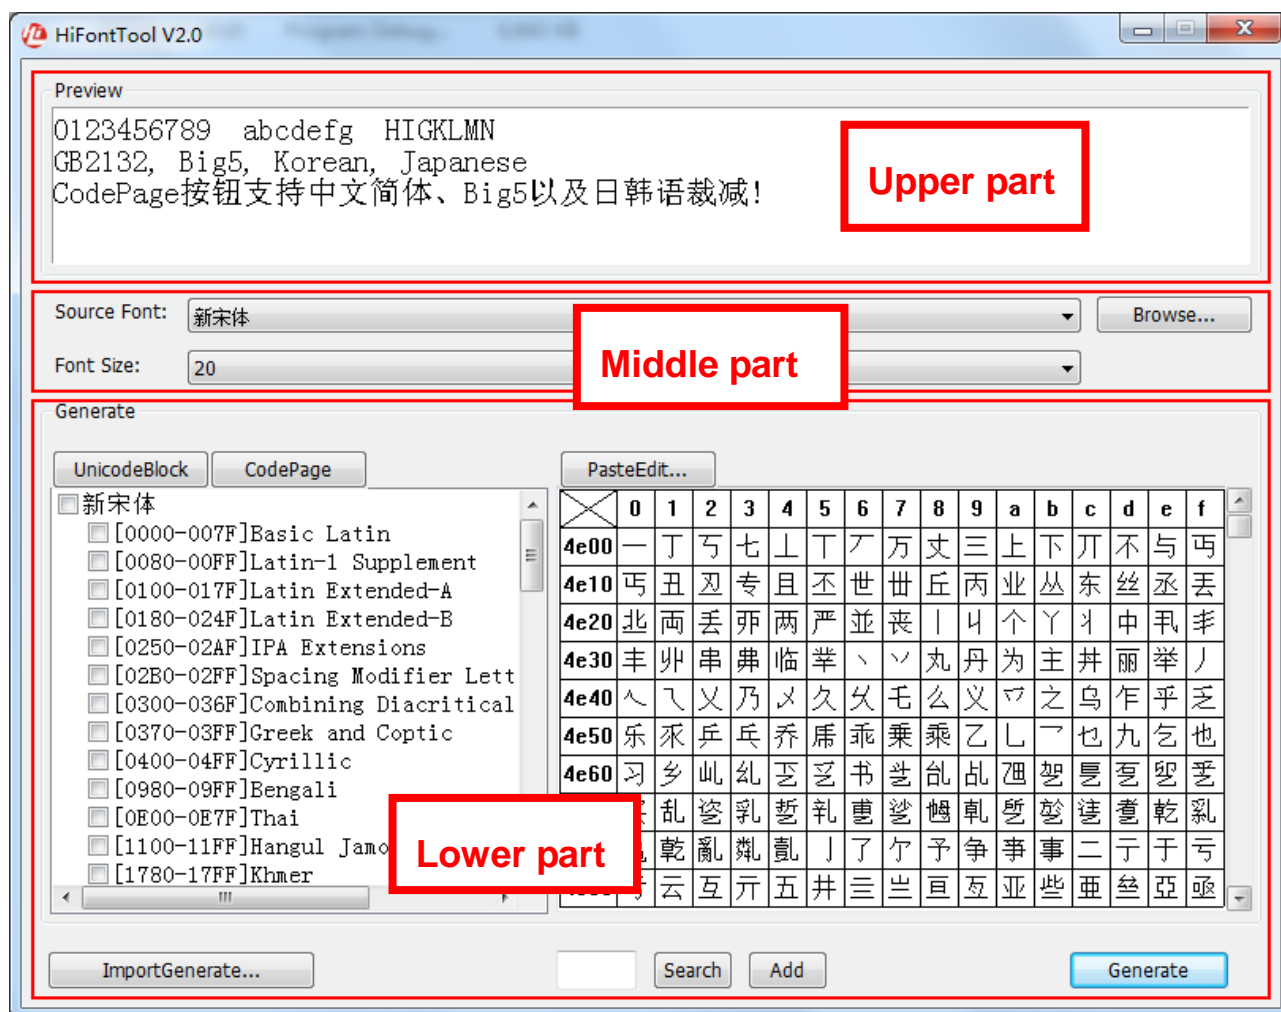 HiFontTool V2.0
Preview
0123456789 abcdefg HIGKLMN
GB2132, Big5, Korean, Japanese
CodePage按钮支持中文简体、Big5以及日韩语裁减!
Upper part
Source Font: 新宋体 Browse...
Font Size: 20
Middle part
Generate
UnicodeBlock CodePage PasteEdit...
新宋体
[0000-007F]Basic Latin
[0080-00FF]Latin-1 Supplement
[0100-017F]Latin Extended-A
[0180-024F]Latin Extended-B
[0250-02AF]IPA Extensions
[02B0-02FF]Spacing Modifier Lett
[0300-036F]Combining Diacritical
[0370-03FF]Greek and Coptic
[0400-04FF]Cyrillic
[0980-09FF]Bengali
[0E00-0E7F]Thai
[1100-11FF]Hangul Jamo
[1780-17FF]Khmer
0 1 2 3 4 5 6 7 8 9 a b c d e f
4e00 一 丁 丂 七 丄 丅 丆 万 丈 三 上 下 丌 不 与 丏
4e10 丐 丑 丒 专 且 丕 世 丗 丘 丙 业 丛 东 丝 丞 丟
4e20 丠 両 丢 丣 两 严 並 丧 丨 丩 个 丫 丬 中 丮 丯
4e30 丰 丱 串 丳 临 丵 丶 丷 丸 丹 为 主 丼 丽 举 丿
4e40 乀 乁 乂 乃 乄 久 乆 乇 么 义 乊 之 乌 乍 乎 乏
4e50 乐 乑 乒 乓 乔 乕 乖 乗 乘 乙 乚 乛 乜 九 乞 也
4e60 习 乡 乢 乣 乤 乥 书 乧 乨 乩 乪 乫 乬 乭 乮 乯
乱 乲 乳 乴 乵 乶 乷 乸 乹 乺 乻 乼 乽 乾 乿
亁 亂 亃 亄 亅 了 亇 予 争 亊 事 二 亍 于 亏
云 互 亓 五 井 亖 亗 亘 亙 亚 些 亜 亝 亞 亟
Lower part
ImportGenerate... Search Add Generate